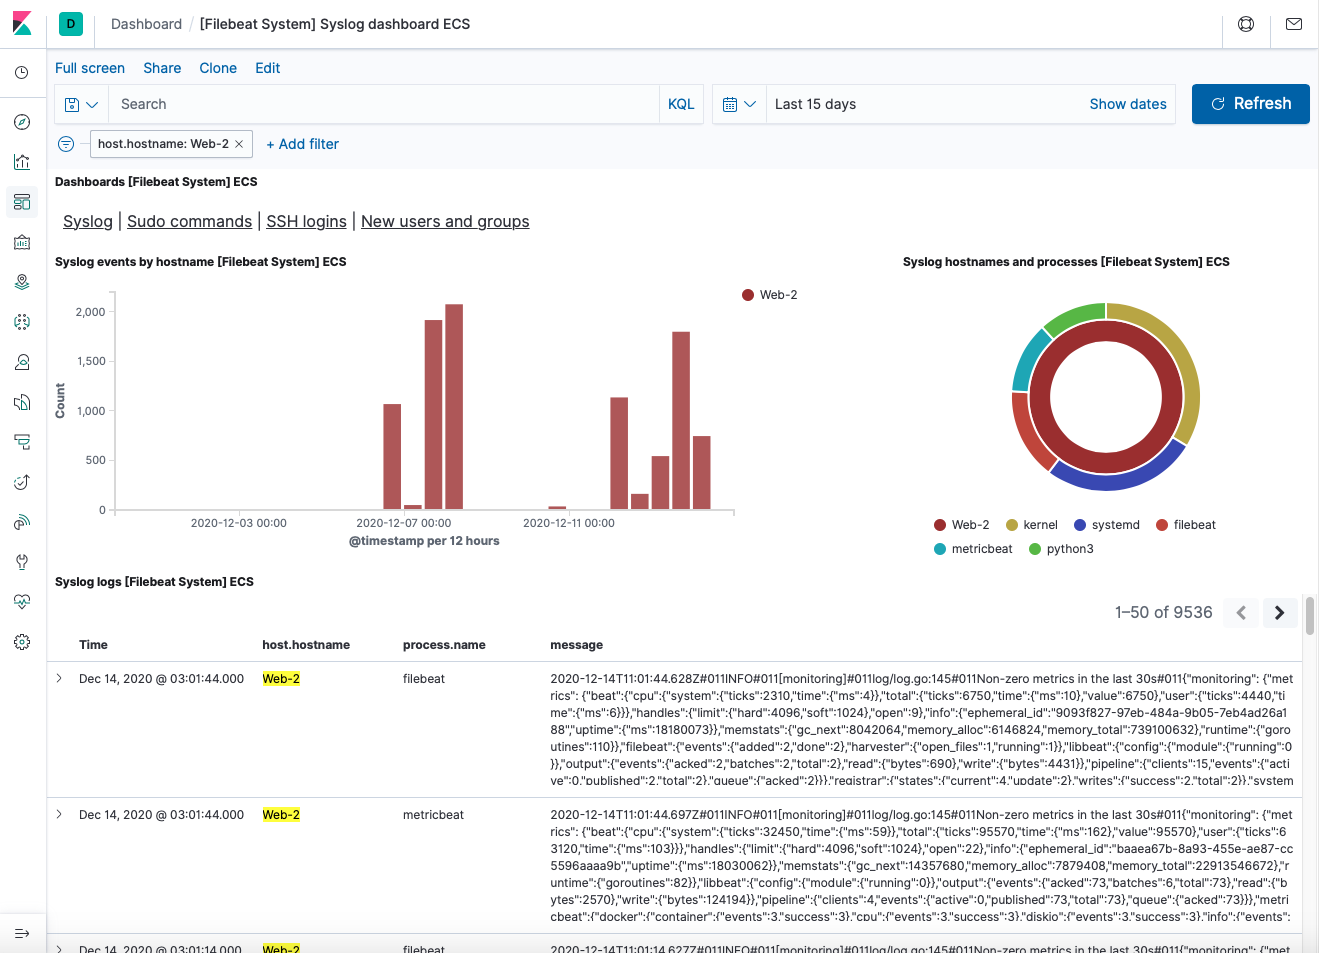 D Dashboard / [Filebeat System] Syslog dashboard ECS
Full screen Share Clone Edit
Search KQL Last 15 days Show dates Refresh
host.hostname: Web-2 × + Add filter
Dashboards [Filebeat System] ECS
Syslog | Sudo commands | SSH logins | New users and groups
Syslog events by hostname [Filebeat System] ECS
Web-2
2,000
1,500
1,000
500
0
Count
2020-12-03 00:00 2020-12-07 00:00 2020-12-11 00:00
@timestamp per 12 hours
Syslog hostnames and processes [Filebeat System] ECS
Web-2 kernel systemd filebeat
metricbeat python3
Syslog logs [Filebeat System] ECS
1–50 of 9536
Time host.hostname process.name message
Dec 14, 2020 @ 03:01:44.000 Web-2 filebeat 2020-12-14T11:01:44.628Z#011INFO#011[monitoring]#011log/log.go:145#011Non-zero metrics in the last 30s#011{"monitoring": {"met
rics": {"beat":{"cpu":{"system":{"ticks":2310,"time":{"ms":4}},"total":{"ticks":6750,"time":{"ms":10},"value":6750},"user":{"ticks":4440,"ti
me":{"ms":6}}},"handles":{"limit":{"hard":4096,"soft":1024},"open":9},"info":{"ephemeral_id":"9093f827-97eb-484a-9b05-7eb4ad26a1
88","uptime":{"ms":18180073}},"memstats":{"gc_next":8042064,"memory_alloc":6146824,"memory_total":739100632},"runtime":{"goro
utines":110}},"filebeat":{"events":{"added":2,"done":2},"harvester":{"open_files":1,"running":1}},"libbeat":{"config":{"module":{"running":0
}},"output":{"events":{"acked":2,"batches":2,"total":2},"read":{"bytes":690},"write":{"bytes":4431}},"pipeline":{"clients":15,"events":{"acti
ve":0,"published":2,"total":2},"queue":{"acked":2}}},"registrar":{"states":{"current":4,"update":2},"writes":{"success":2,"total":2}},"system
Dec 14, 2020 @ 03:01:44.000 Web-2 metricbeat 2020-12-14T11:01:44.697Z#011INFO#011[monitoring]#011log/log.go:145#011Non-zero metrics in the last 30s#011{"monitoring": {"met
rics": {"beat":{"cpu":{"system":{"ticks":32450,"time":{"ms":59}},"total":{"ticks":95570,"time":{"ms":162},"value":95570},"user":{"ticks":6
3120,"time":{"ms":103}}},"handles":{"limit":{"hard":4096,"soft":1024},"open":22},"info":{"ephemeral_id":"baaea67b-8a93-455e-ae87-cc
5596aaaa9b","uptime":{"ms":18030062}},"memstats":{"gc_next":14357680,"memory_alloc":7879408,"memory_total":22913546672},"r
untime":{"goroutines":82}},"libbeat":{"config":{"module":{"running":0}},"output":{"events":{"acked":73,"batches":6,"total":73},"read":{"b
ytes":2570},"write":{"bytes":124194}},"pipeline":{"clients":4,"events":{"active":0,"published":73,"total":73},"queue":{"acked":73}}},"metri
cbeat":{"docker":{"container":{"events":3,"success":3},"cpu":{"events":3,"success":3},"diskio":{"events":3,"success":3},"info":{"events":
Dec 14, 2020 @ 03:01:14.000 Web-2 filebeat 2020-12-14T11:01:14.627Z#011INFO#011[monitoring]#011log/log.go:145#011Non-zero metrics in the last 30s#011{"monitoring": {"met